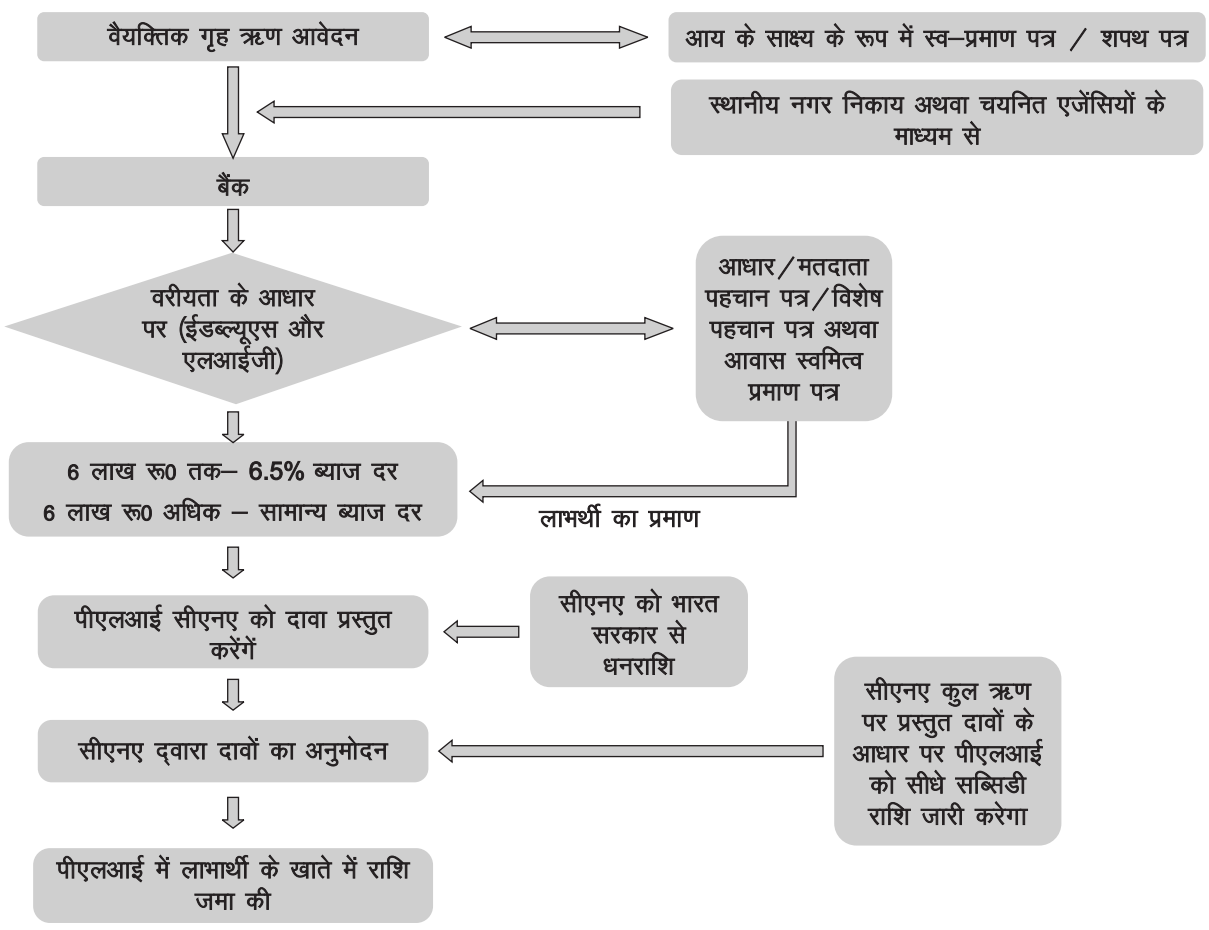 वैयक्तिक गृह ऋण आवेदन
आय के साक्ष्य के रूप में स्व–प्रमाण पत्र / शपथ पत्र
स्थानीय नगर निकाय अथवा चयनित एजेंसियों के
माध्यम से
बैंक
वरीयता के आधार
पर (ईडब्ल्यूएस और
एलआईजी)
आधार/मतदाता
पहचान पत्र/विशेष
पहचान पत्र अथवा
आवास स्वमित्व
प्रमाण पत्र
6 लाख रू0 तक– 6.5% ब्याज दर
6 लाख रू0 अधिक – सामान्य ब्याज दर
लाभर्थी का प्रमाण
पीएलआई सीएनए को दावा प्रस्तुत
करेंगें
सीएनए को भारत
सरकार से
धनराशि
सीएनए द्वारा दावों का अनुमोदन
सीएनए कुल ऋण
पर प्रस्तुत दावों के
आधार पर पीएलआई
को सीधे सब्सिडी
राशि जारी करेगा
पीएलआई में लाभार्थी के खाते में राशि
जमा की